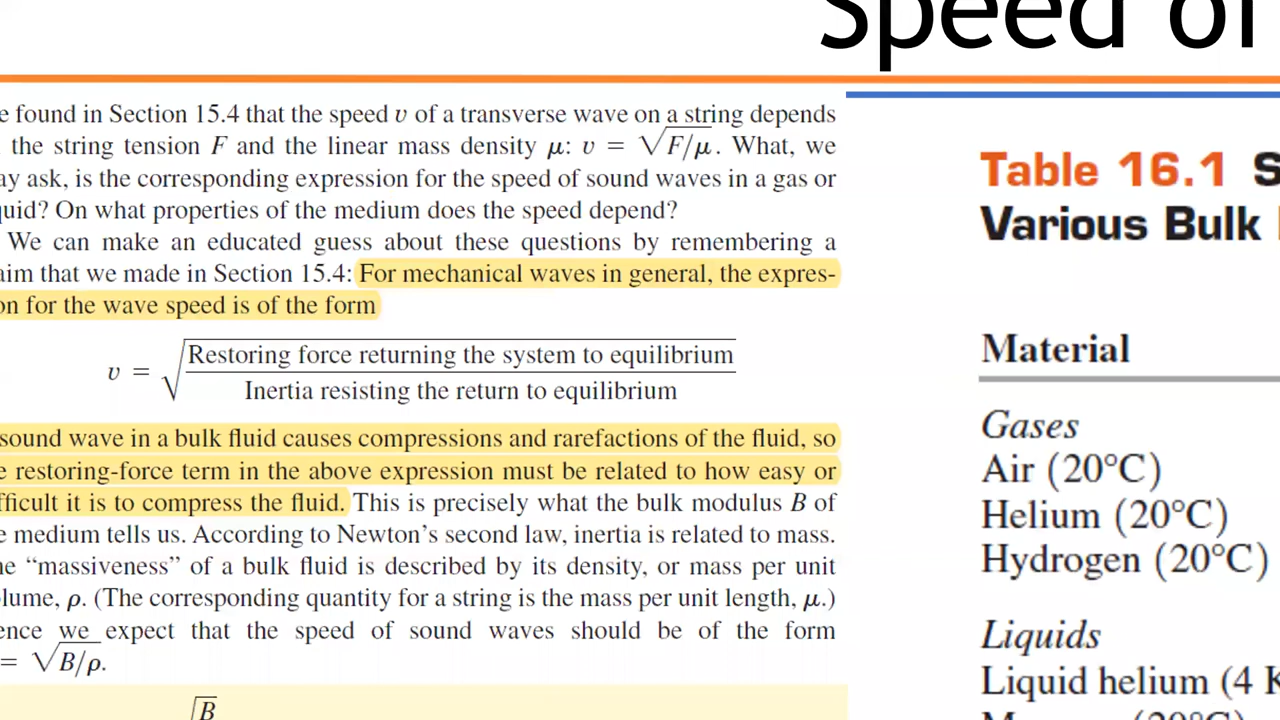 Speed of
e found in Section 15.4 that the speed v of a transverse wave on a string depends
the string tension F and the linear mass density μ: v = √F/μ. What, we
ay ask, is the corresponding expression for the speed of sound waves in a gas or
quid? On what properties of the medium does the speed depend?
We can make an educated guess about these questions by remembering a
aim that we made in Section 15.4: For mechanical waves in general, the expres-
on for the wave speed is of the form
v = √
Restoring force returning the system to equilibrium
Inertia resisting the return to equilibrium
sound wave in a bulk fluid causes compressions and rarefactions of the fluid, so
e restoring-force term in the above expression must be related to how easy or
fficult it is to compress the fluid. This is precisely what the bulk modulus B of
e medium tells us. According to Newton's second law, inertia is related to mass.
ne "massiveness" of a bulk fluid is described by its density, or mass per unit
lume, ρ. (The corresponding quantity for a string is the mass per unit length, μ.)
ence we expect that the speed of sound waves should be of the form
= √B/ρ.
√B
Table 16.1 S
Various Bulk
Material
Gases
Air (20°C)
Helium (20°C)
Hydrogen (20°C)
Liquids
Liquid helium (4 K